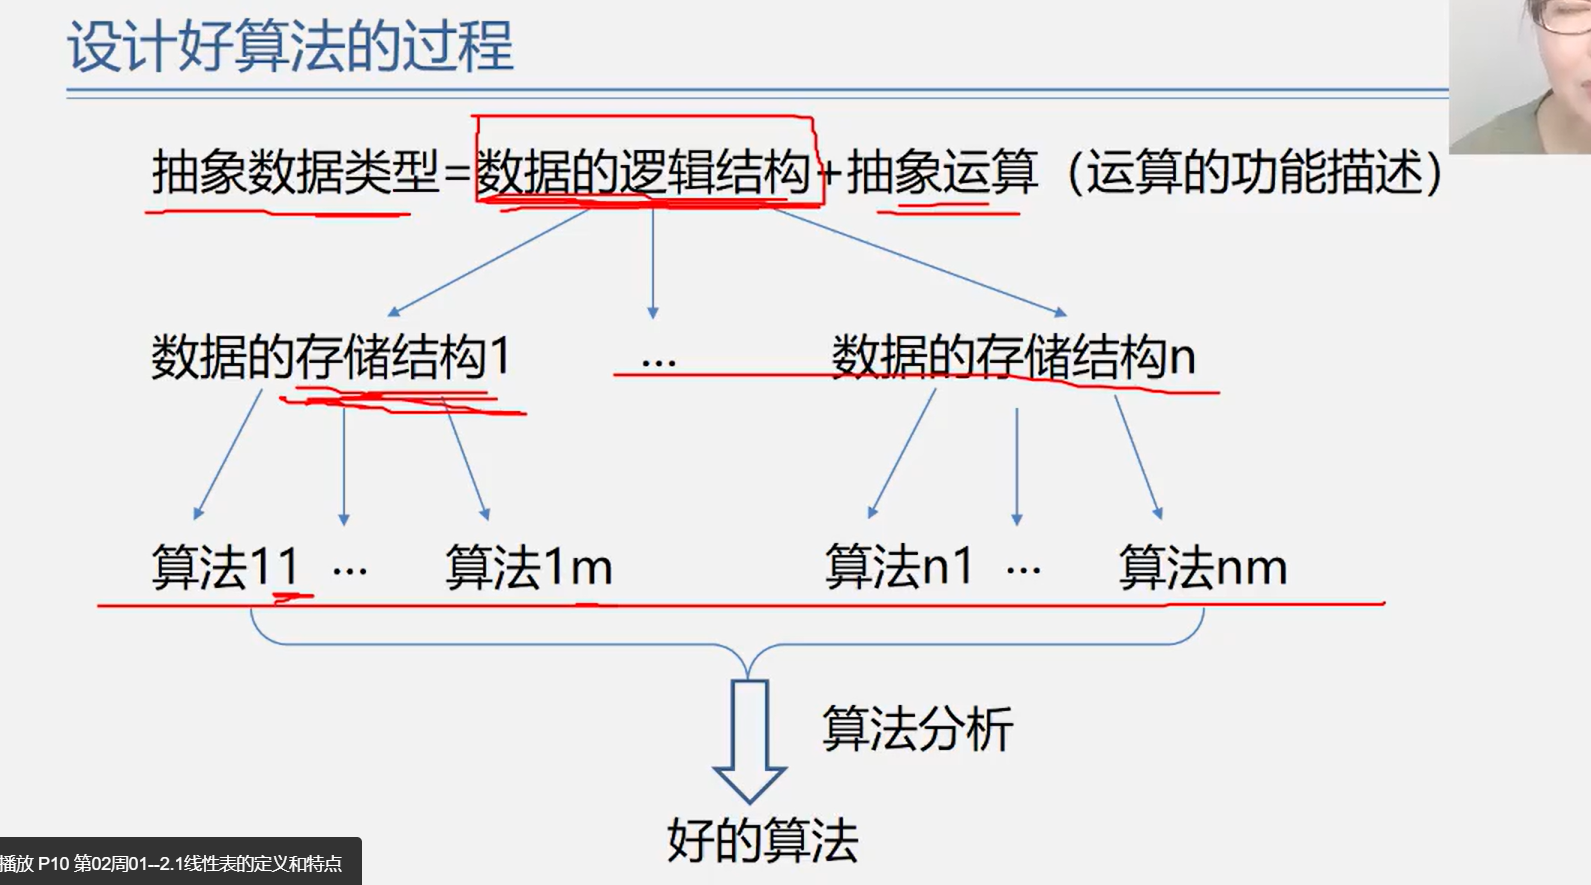 设计好算法的过程
抽象数据类型=数据的逻辑结构+抽象运算（运算的功能描述）
数据的存储结构1 … 数据的存储结构n
算法11 … 算法1m 算法n1 … 算法nm
算法分析
好的算法
播放 P10 第02周01--2.1线性表的定义和特点